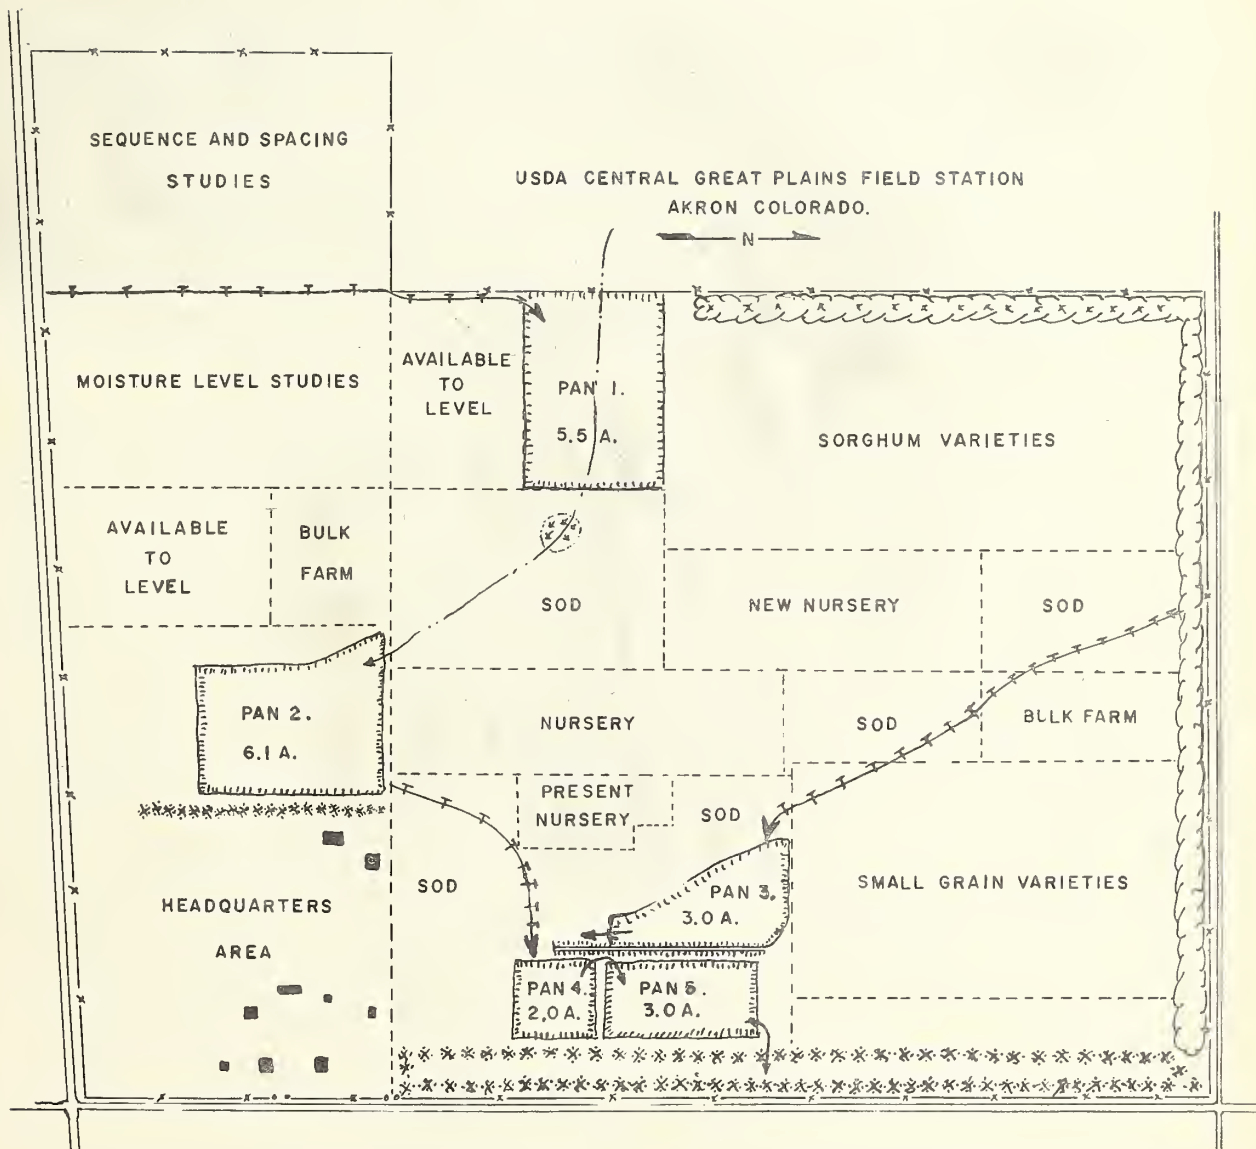 SEQUENCE AND SPACING
STUDIES
USDA CENTRAL GREAT PLAINS FIELD STATION
AKRON COLORADO.
N
MOISTURE LEVEL STUDIES
AVAILABLE
TO
LEVEL
PAN 1.
5.5 A.
SORGHUM VARIETIES
AVAILABLE
TO
LEVEL
BULK
FARM
SOD
NEW NURSERY
SOD
PAN 2.
6.1 A.
NURSERY
SOD
BULK FARM
PRESENT
NURSERY
SOD
SOD
PAN 3.
3.0 A.
SMALL GRAIN VARIETIES
HEADQUARTERS
AREA
PAN 4.
2.0 A.
PAN 5.
3.0 A.